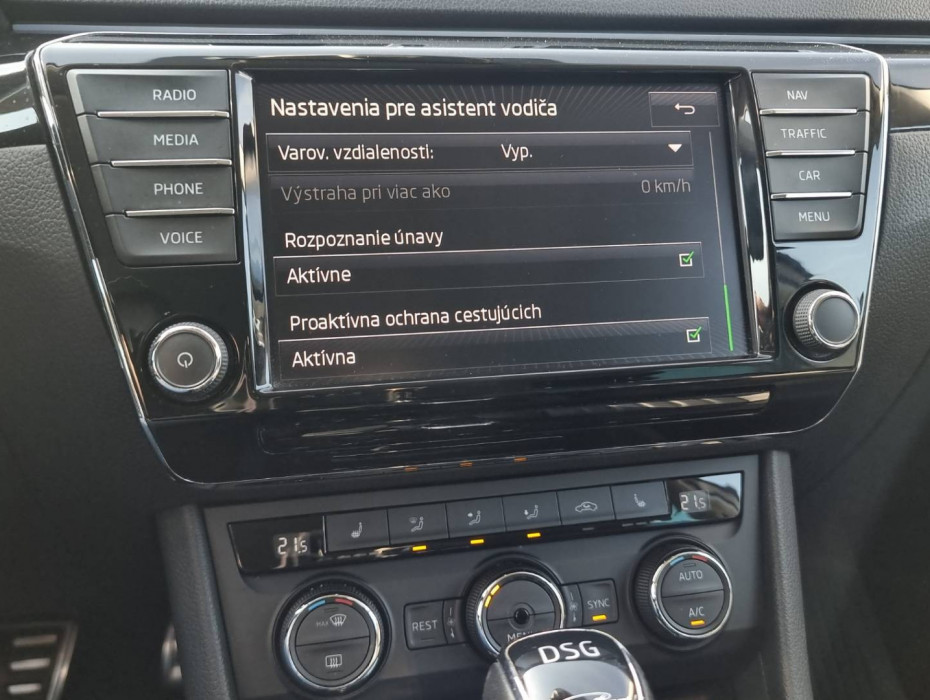 RADIO
MEDIA
PHONE
VOICE
Nastavenia pre asistent vodiča
Varov. vzdialenosti: Vyp.
Výstraha pri viac ako 0 km/h
Rozpoznanie únavy
Aktívne
Proaktívna ochrana cestujúcich
Aktívna
NAV
TRAFFIC
CAR
MENU
21.5
21.5
MAX
REST
MENU
SYNC
AUTO
A/C
DSG